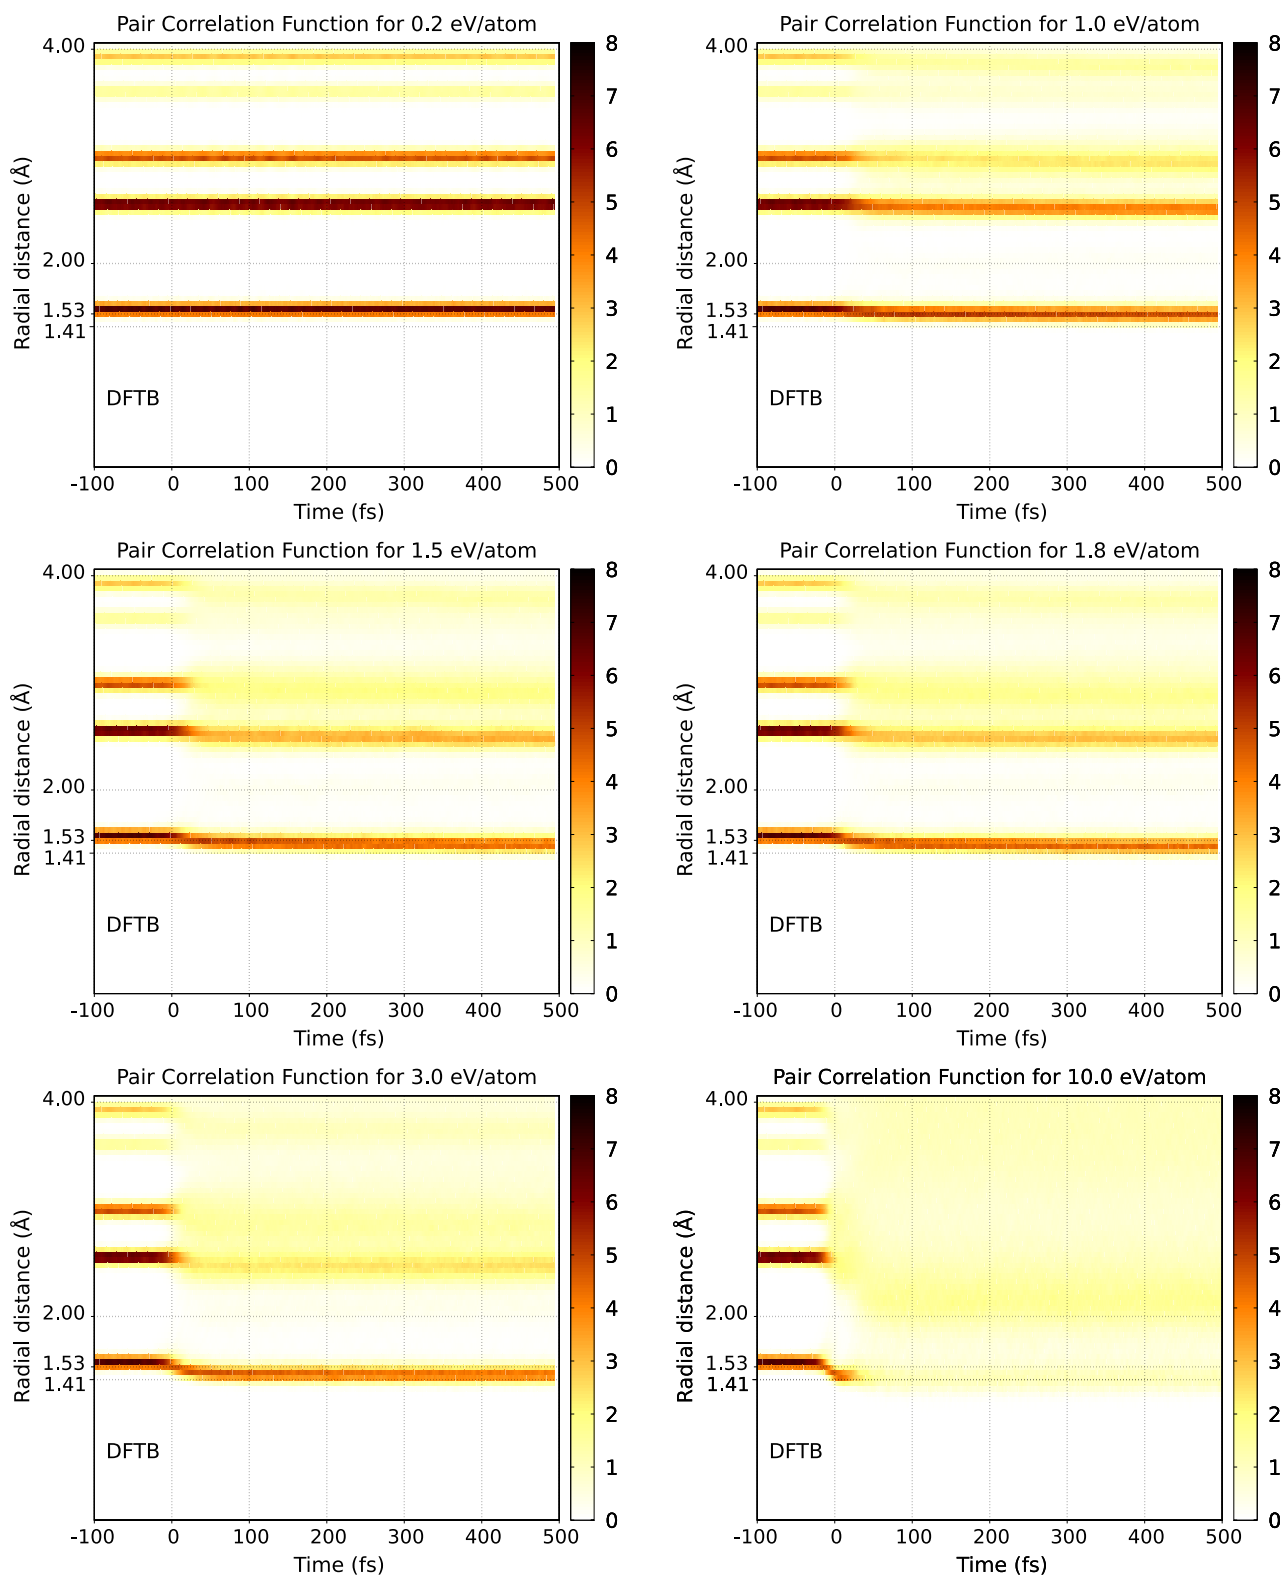 Pair Correlation Function for 0.2 eV/atom
Radial distance (Å)
4.00
2.00
1.53
1.41
DFTB
-100 0 100 200 300 400 500
Time (fs)
8
7
6
5
4
3
2
1
0
Pair Correlation Function for 1.0 eV/atom
Radial distance (Å)
4.00
2.00
1.53
1.41
DFTB
-100 0 100 200 300 400 500
Time (fs)
8
7
6
5
4
3
2
1
0
Pair Correlation Function for 1.5 eV/atom
Radial distance (Å)
4.00
2.00
1.53
1.41
DFTB
-100 0 100 200 300 400 500
Time (fs)
8
7
6
5
4
3
2
1
0
Pair Correlation Function for 1.8 eV/atom
Radial distance (Å)
4.00
2.00
1.53
1.41
DFTB
-100 0 100 200 300 400 500
Time (fs)
8
7
6
5
4
3
2
1
0
Pair Correlation Function for 3.0 eV/atom
Radial distance (Å)
4.00
2.00
1.53
1.41
DFTB
-100 0 100 200 300 400 500
Time (fs)
8
7
6
5
4
3
2
1
0
Pair Correlation Function for 10.0 eV/atom
Radial distance (Å)
4.00
2.00
1.53
1.41
DFTB
-100 0 100 200 300 400 500
Time (fs)
8
7
6
5
4
3
2
1
0